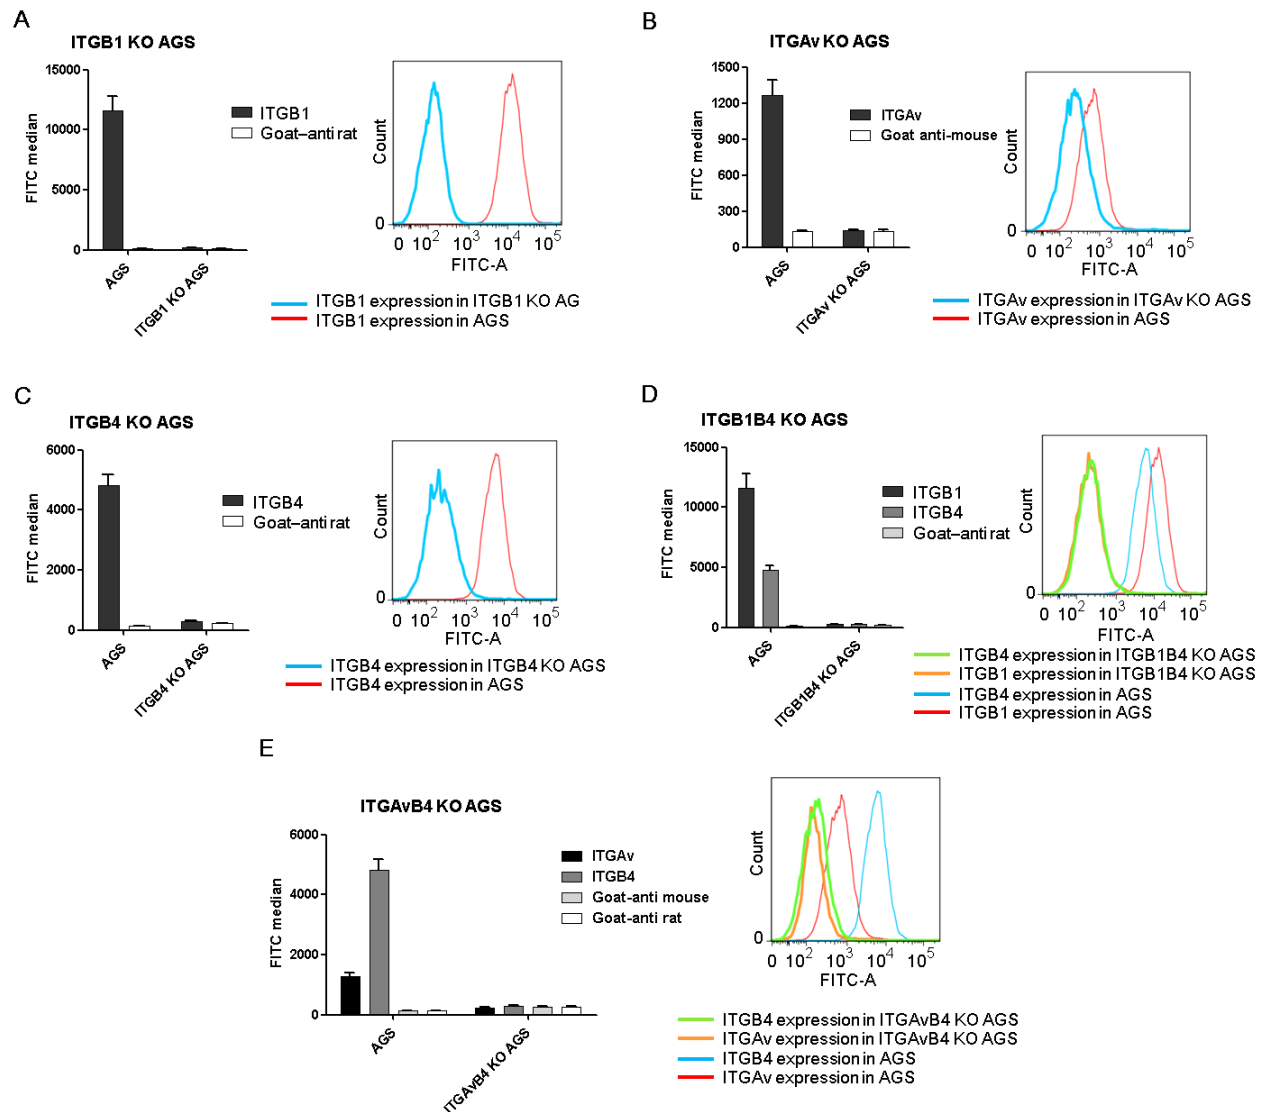 A
ITGB1 KO AGS
15000
10000
5000
0
FITC median
AGS
ITGB1 KO AGS
ITGB1
Goat–anti rat
Count
0
0 10² 10³ 10⁴ 10⁵
FITC-A
ITGB1 expression in ITGB1 KO AG
ITGB1 expression in AGS
B
ITGAv KO AGS
1500
1200
900
600
300
0
FITC median
AGS
ITGAv KO AGS
ITGAv
Goat anti-mouse
Count
0
0 10² 10³ 10⁴ 10⁵
FITC-A
ITGAv expression in ITGAv KO AGS
ITGAv expression in AGS
C
ITGB4 KO AGS
6000
4000
2000
0
FITC median
AGS
ITGB4 KO AGS
ITGB4
Goat–anti rat
Count
0
0 10² 10³ 10⁴ 10⁵
FITC-A
ITGB4 expression in ITGB4 KO AGS
ITGB4 expression in AGS
D
ITGB1B4 KO AGS
15000
10000
5000
0
FITC median
AGS
ITGB1B4 KO AGS
ITGB1
ITGB4
Goat–anti rat
Count
0
0 10² 10³ 10⁴ 10⁵
FITC-A
ITGB4 expression in ITGB1B4 KO AGS
ITGB1 expression in ITGB1B4 KO AGS
ITGB4 expression in AGS
ITGB1 expression in AGS
E
ITGAvB4 KO AGS
6000
4000
2000
0
FITC median
AGS
ITGAvB4 KO AGS
ITGAv
ITGB4
Goat-anti mouse
Goat-anti rat
Count
0
0 10² 10³ 10⁴ 10⁵
FITC-A
ITGB4 expression in ITGAvB4 KO AGS
ITGAv expression in ITGAvB4 KO AGS
ITGB4 expression in AGS
ITGAv expression in AGS